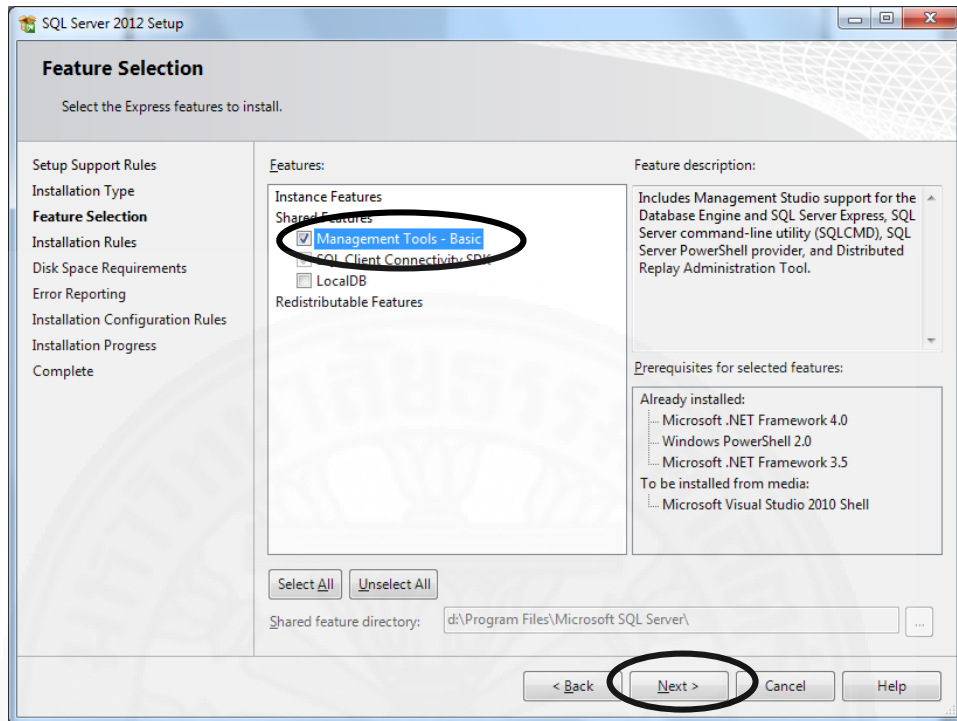 SQL Server 2012 Setup
Feature Selection
Select the Express features to install.
Setup Support Rules
Installation Type
Feature Selection
Installation Rules
Disk Space Requirements
Error Reporting
Installation Configuration Rules
Installation Progress
Complete
Features:
Instance Features
Shared Features
Management Tools - Basic
SQL Client Connectivity SDK
LocalDB
Redistributable Features
Feature description:
Includes Management Studio support for the
Database Engine and SQL Server Express, SQL
Server command-line utility (SQLCMD), SQL
Server PowerShell provider, and Distributed
Replay Administration Tool.
Prerequisites for selected features:
Already installed:
Microsoft .NET Framework 4.0
Windows PowerShell 2.0
Microsoft .NET Framework 3.5
To be installed from media:
Microsoft Visual Studio 2010 Shell
Select All
Unselect All
Shared feature directory:
d:\Program Files\Microsoft SQL Server\
...
< Back
Next >
Cancel
Help